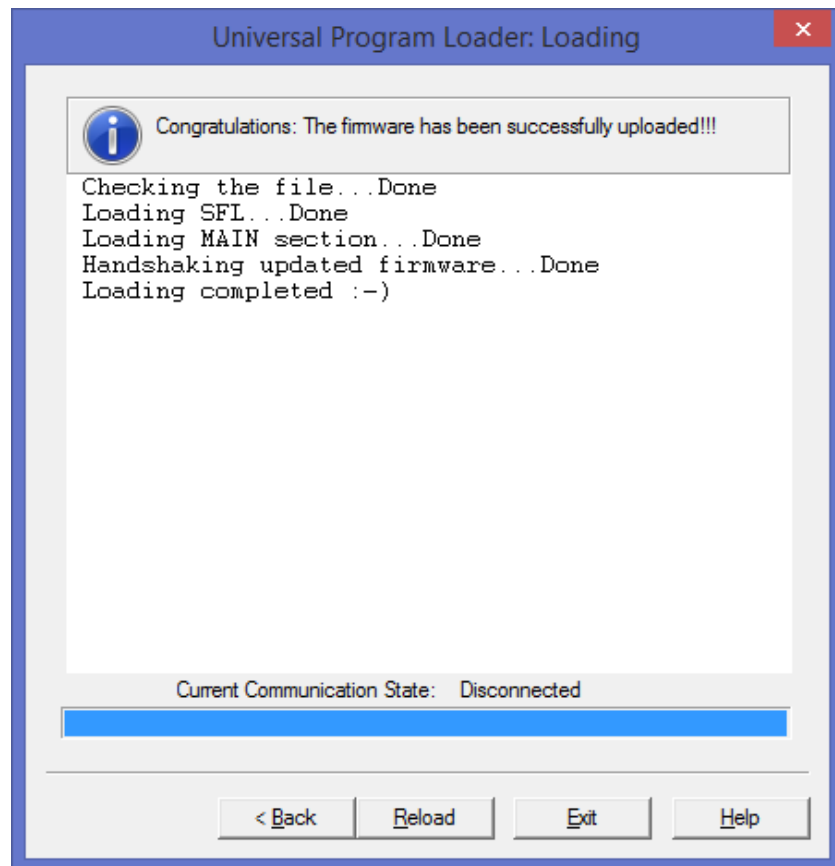 Universal Program Loader: Loading
Congratulations: The firmware has been successfully uploaded!!!
Checking the file...Done
Loading SFL...Done
Loading MAIN section...Done
Handshaking updated firmware...Done
Loading completed :-)
Current Communication State: Disconnected
< Back Reload Exit Help